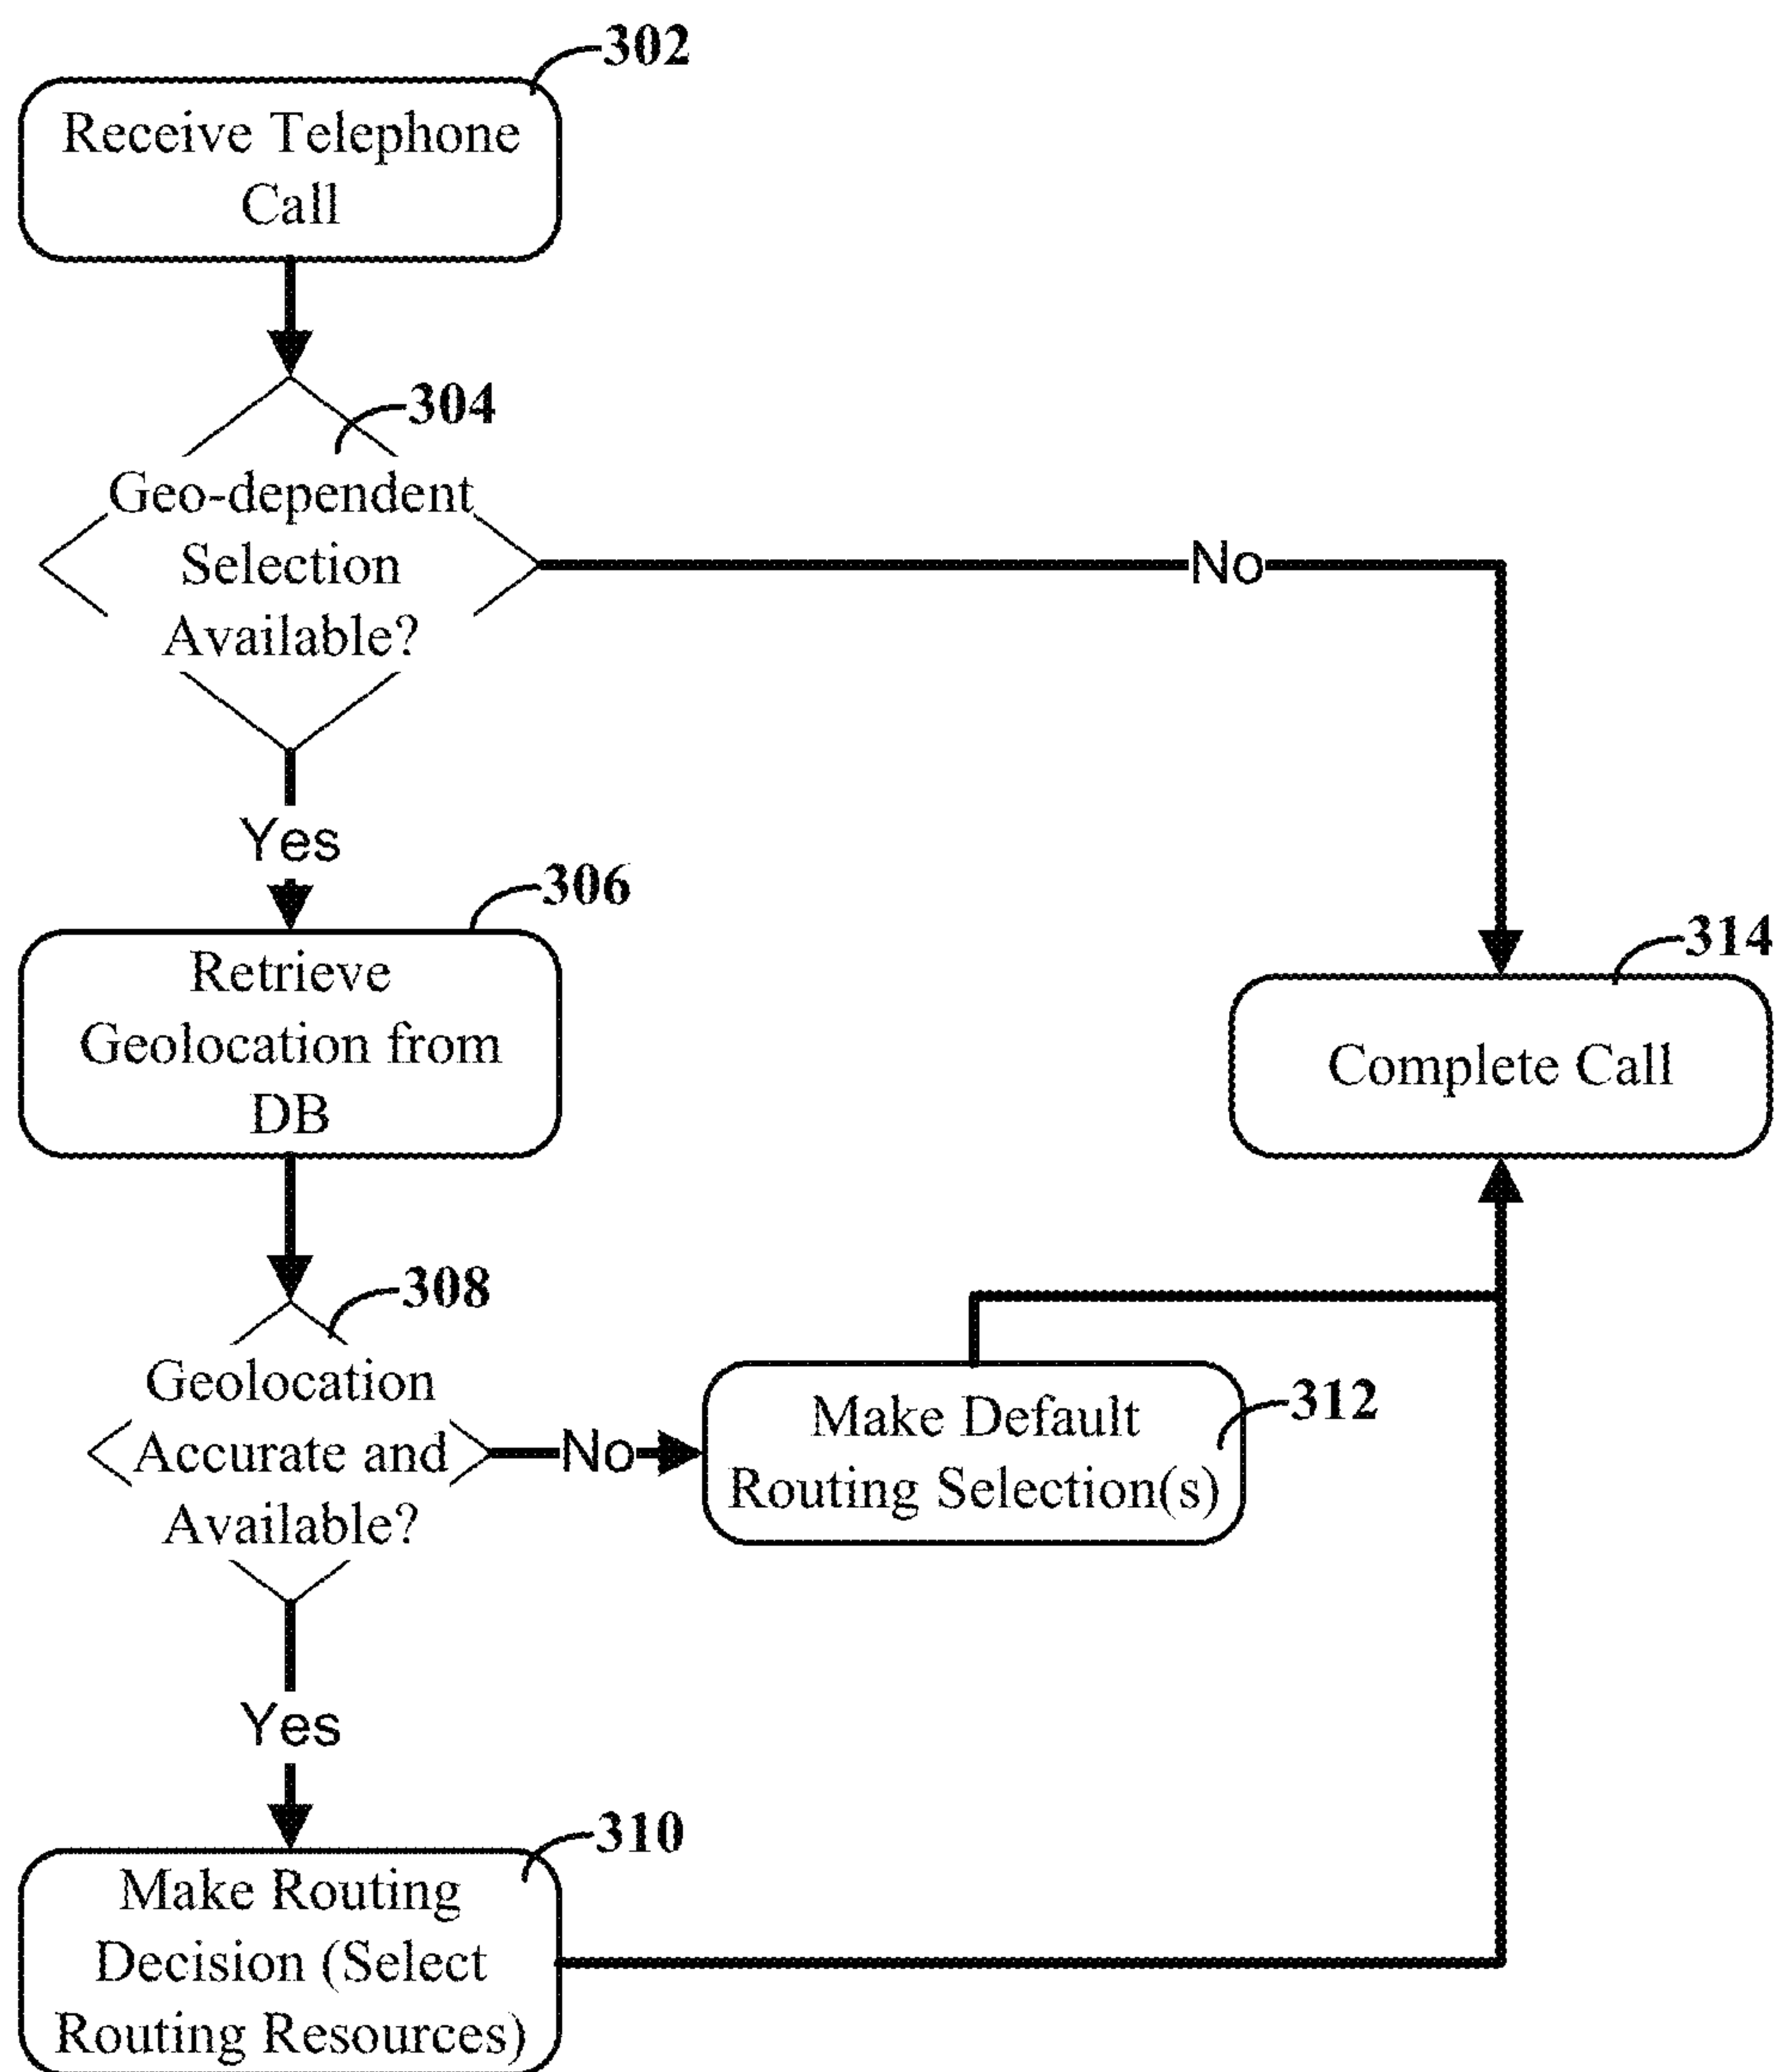 302
Receive Telephone
Call
304
Geo-dependent
Selection
Available?
No
Yes
306
Retrieve
Geolocation from
DB
314
Complete Call
308
Geolocation
Accurate and
Available?
No
312
Make Default
Routing Selection(s)
Yes
310
Make Routing
Decision (Select
Routing Resources)